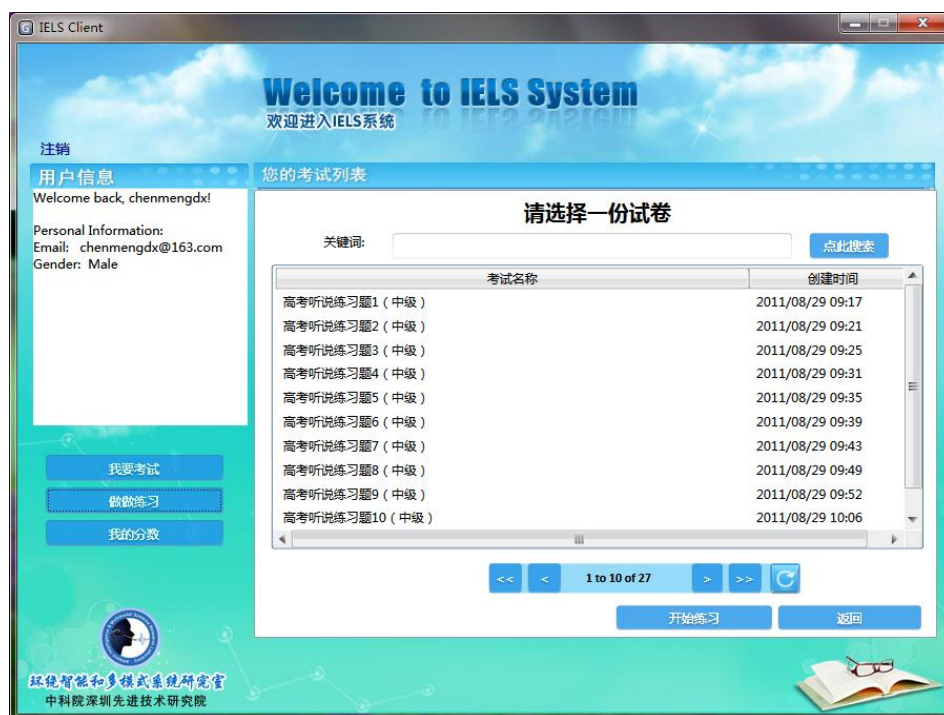 IELS Client
Welcome to IELS System
欢迎进入IELS系统
注销
用户信息
Welcome back, chenmengdx!
Personal Information:
Email: chenmengdx@163.com
Gender: Male
我要考试
做做练习
我的分数
环绕智能和多模式系统研究室
中科院深圳先进技术研究院
您的考试列表
请选择一份试卷
关键词:
点此搜索
考试名称 创建时间
高考听说练习题1（中级） 2011/08/29 09:17
高考听说练习题2（中级） 2011/08/29 09:21
高考听说练习题3（中级） 2011/08/29 09:25
高考听说练习题4（中级） 2011/08/29 09:31
高考听说练习题5（中级） 2011/08/29 09:35
高考听说练习题6（中级） 2011/08/29 09:39
高考听说练习题7（中级） 2011/08/29 09:43
高考听说练习题8（中级） 2011/08/29 09:49
高考听说练习题9（中级） 2011/08/29 09:52
高考听说练习题10（中级） 2011/08/29 10:06
<< < 1 to 10 of 27 > >>
开始练习 返回